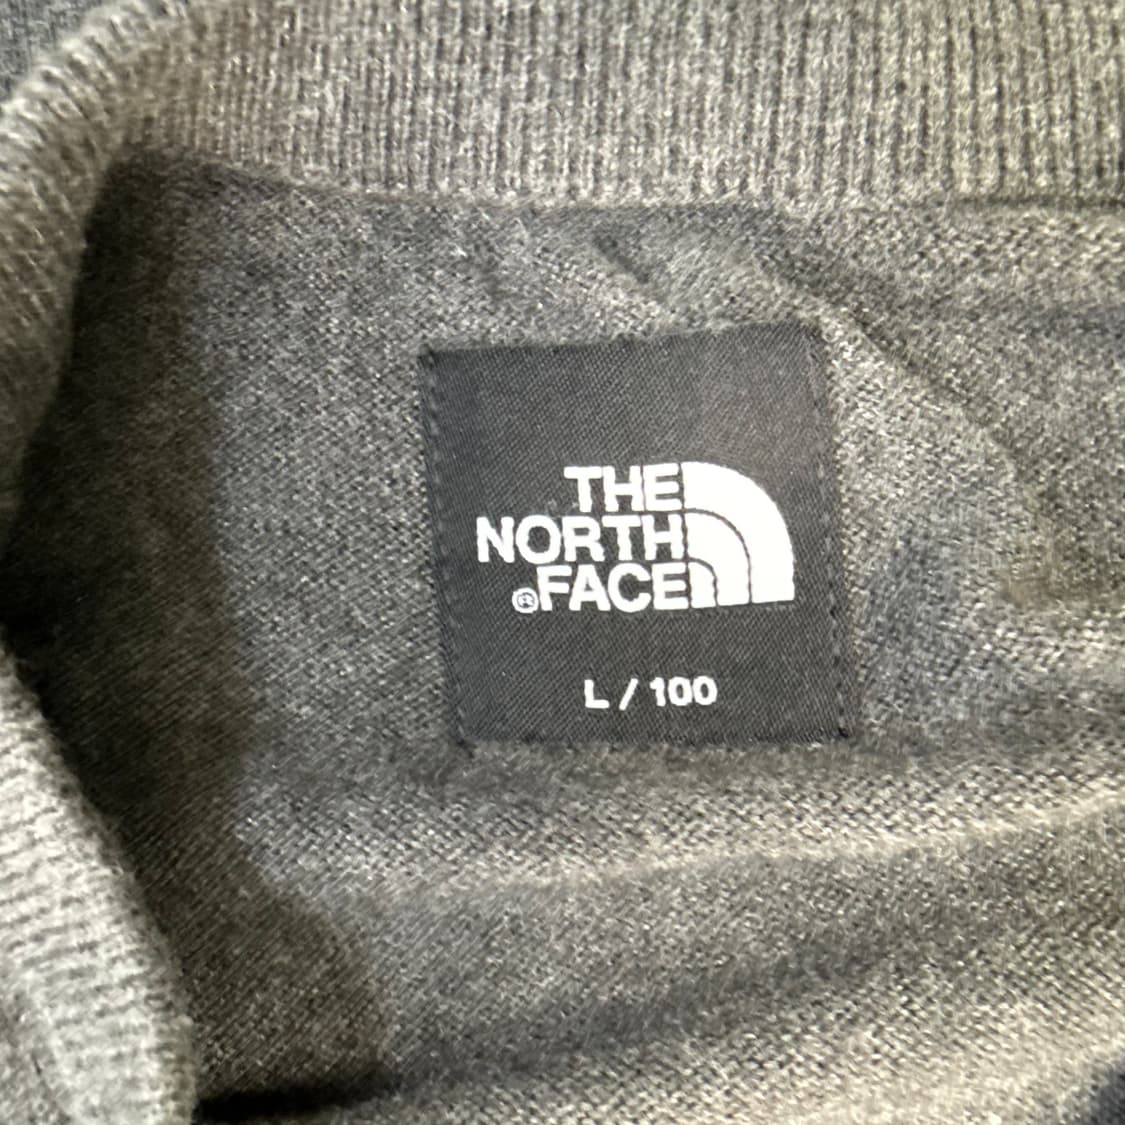 THE
NORTH
®FACE
L / 100